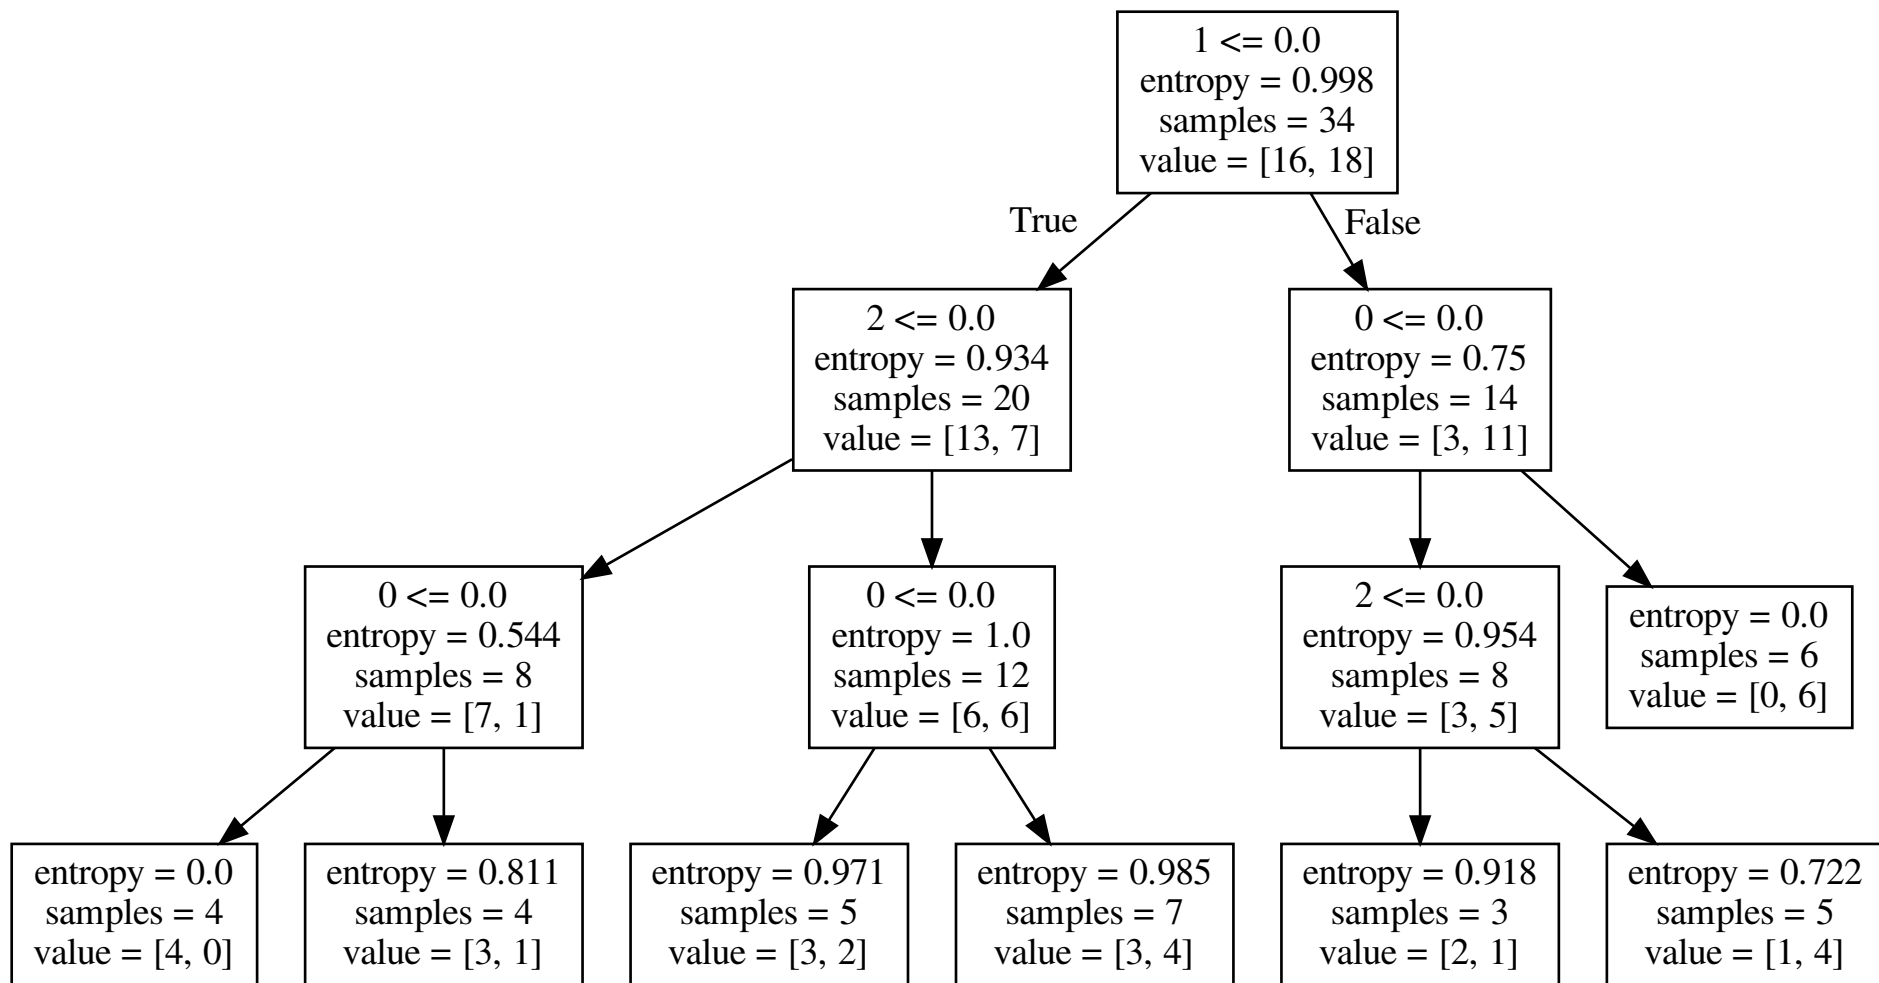 1 <= 0.0
entropy = 0.998
samples = 34
value = [16, 18]
True
False
2 <= 0.0
entropy = 0.934
samples = 20
value = [13, 7]
0 <= 0.0
entropy = 0.75
samples = 14
value = [3, 11]
0 <= 0.0
entropy = 0.544
samples = 8
value = [7, 1]
0 <= 0.0
entropy = 1.0
samples = 12
value = [6, 6]
2 <= 0.0
entropy = 0.954
samples = 8
value = [3, 5]
entropy = 0.0
samples = 6
value = [0, 6]
entropy = 0.0
samples = 4
value = [4, 0]
entropy = 0.811
samples = 4
value = [3, 1]
entropy = 0.971
samples = 5
value = [3, 2]
entropy = 0.985
samples = 7
value = [3, 4]
entropy = 0.918
samples = 3
value = [2, 1]
entropy = 0.722
samples = 5
value = [1, 4]